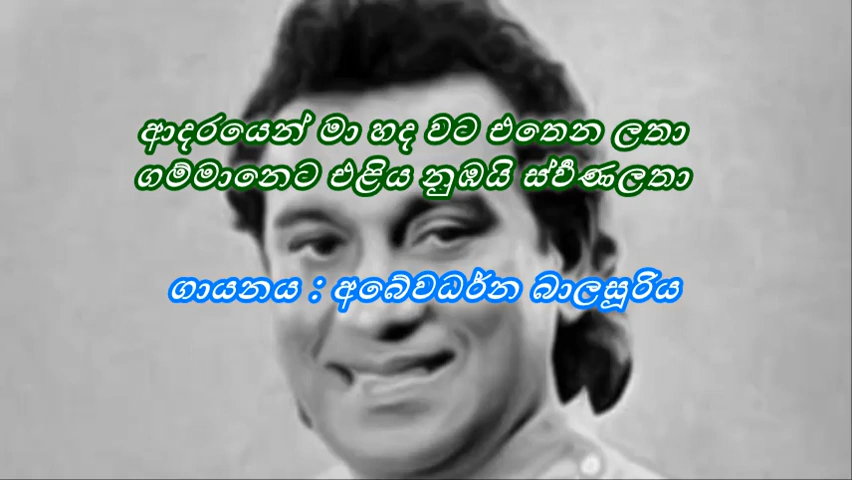 ආදරයෙන් මා හද වට එතෙන ලතා
ගම්මානෙට එළිය නුඹයි ස්වර්ණලතා
ගායනය : අබේවර්ධන බාලසූරිය